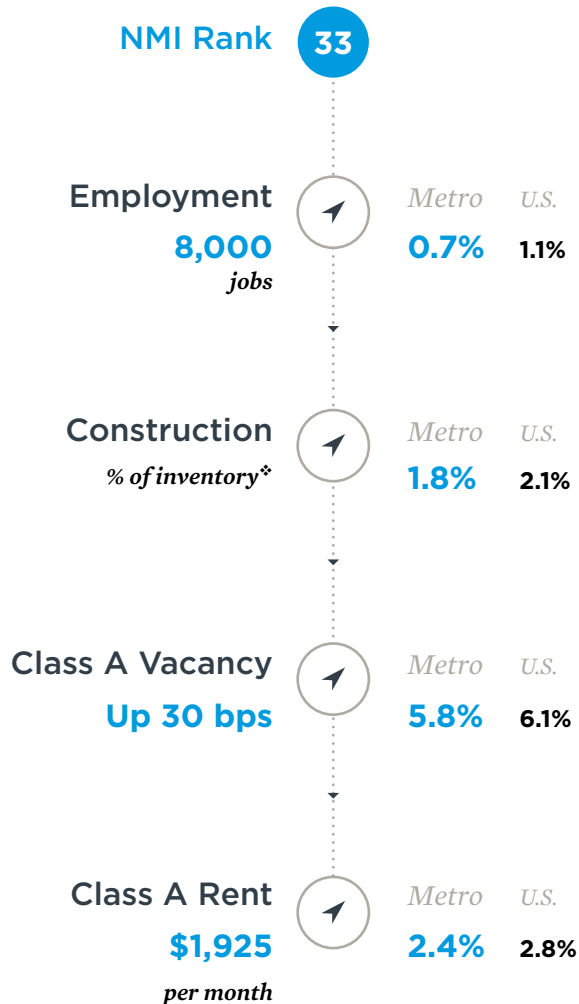 NMI Rank 33
Employment Metro U.S.
8,000 0.7% 1.1%
jobs
Construction Metro U.S.
% of inventory❖ 1.8% 2.1%
Class A Vacancy Metro U.S.
Up 30 bps 5.8% 6.1%
Class A Rent Metro U.S.
$1,925 2.4% 2.8%
per month